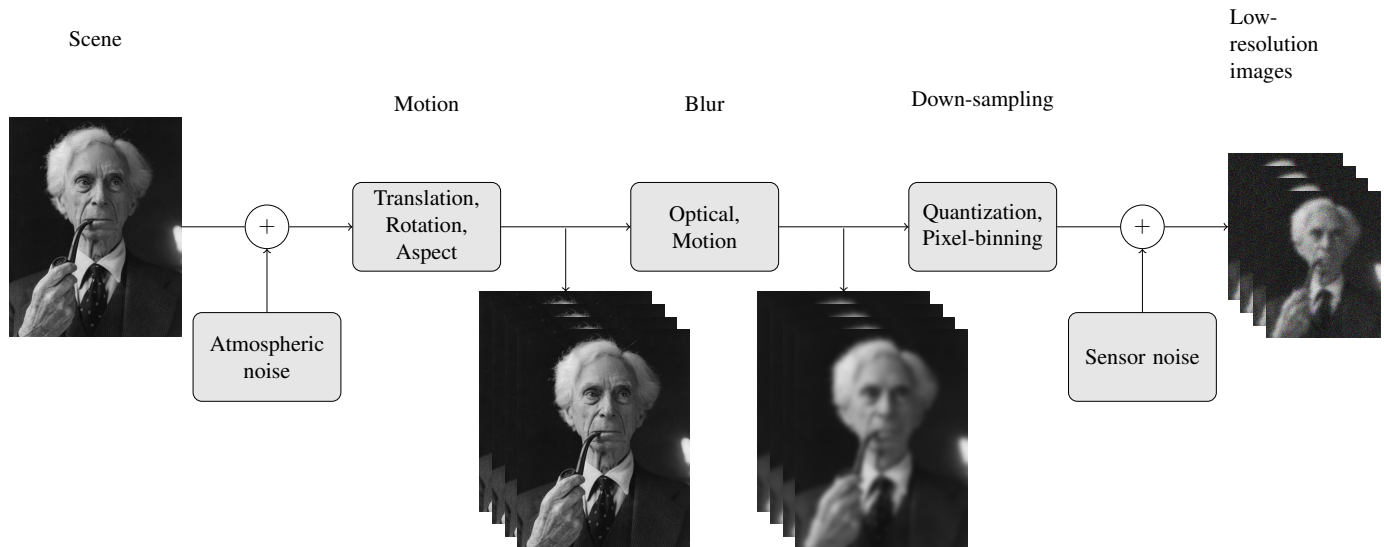 Scene
Motion
Blur
Down-sampling
Low-
resolution
images
+
Translation,
Rotation,
Aspect
Optical,
Motion
Quantization,
Pixel-binning
+
Atmospheric
noise
Sensor noise